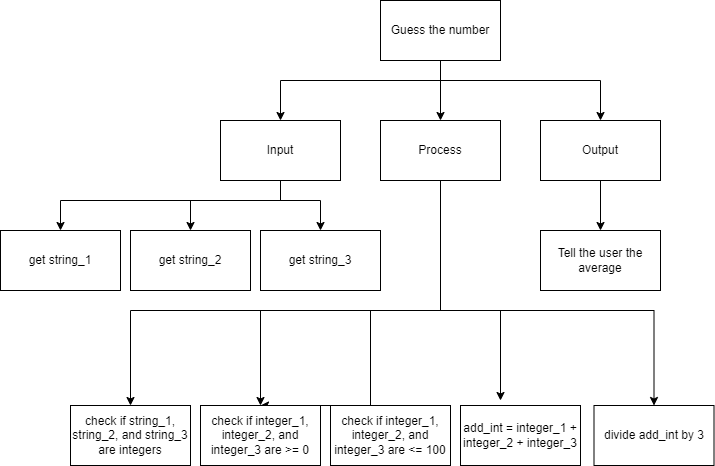 Guess the number
Input
Process
Output
get string_1
get string_2
get string_3
Tell the user the
average
check if string_1,
string_2, and string_3
are integers
check if integer_1,
integer_2, and
integer_3 are >= 0
check if integer_1,
integer_2, and
integer_3 are <= 100
add_int = integer_1 +
integer_2 + integer_3
divide add_int by 3